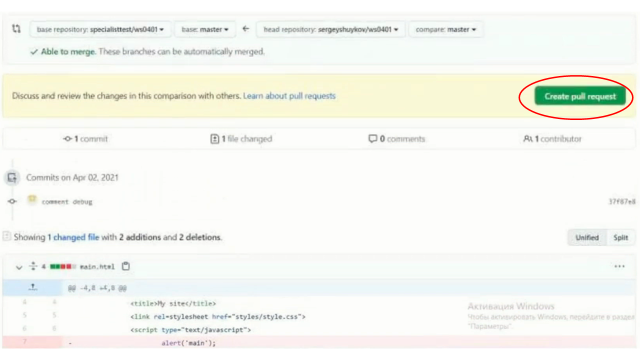 base repository: specialisttest/ws0401 base: master ← head repository: sergeyshuykov/ws0401 compare: master
✓ Able to merge. These branches can be automatically merged.
Discuss and review the changes in this comparison with others. Learn about pull requests Create pull request
1 commit 1 file changed 0 comments 1 contributor
Commits on Apr 02, 2021
comment debug 37f87e8
Showing 1 changed file with 2 additions and 2 deletions. Unified Split
4 main.html ...
@@ -4,8 +4,8 @@
4 4 <title>My site</title>
5 5 <link rel=stylesheet href="styles/style.css">
6 6 <script type="text/javascript">
7 - alert('main');
Активация Windows
Чтобы активировать Windows, перейдите в раздел
"Параметры".